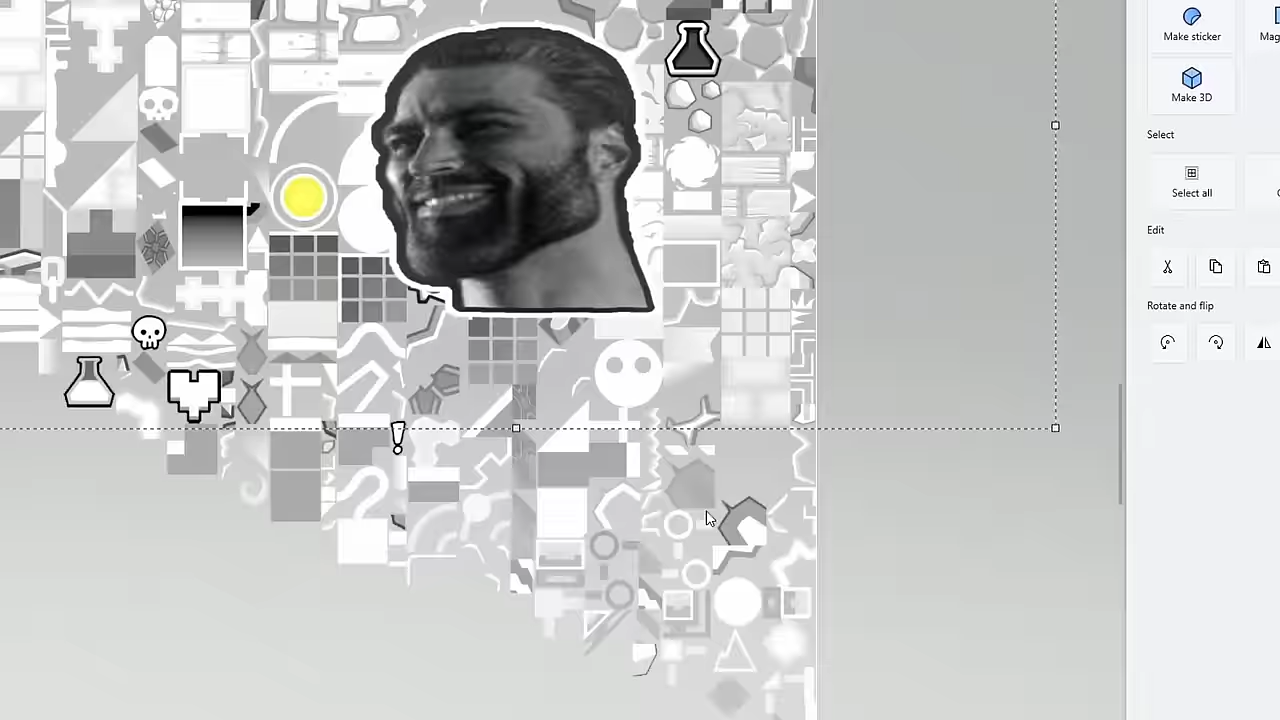 Make sticker
Mag
Make 3D
Select
Select all
Edit
Rotate and flip